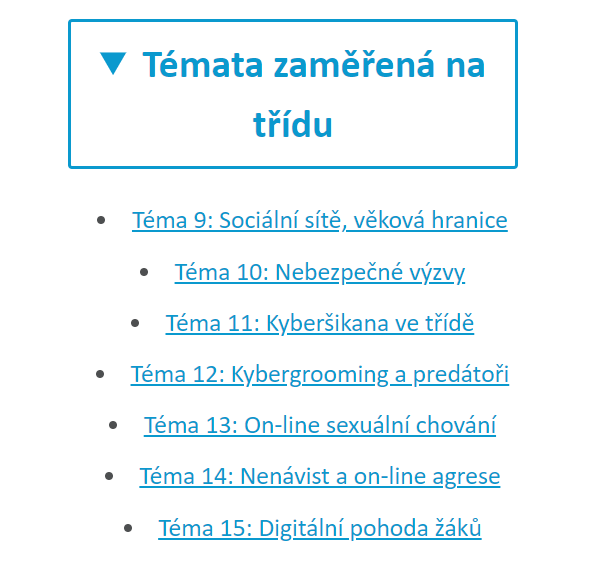 ▼ Témata zaměřená na
třídu
• Téma 9: Sociální sítě, věková hranice
• Téma 10: Nebezpečné výzvy
• Téma 11: Kyberšikana ve třídě
• Téma 12: Kybergrooming a predátoři
• Téma 13: On-line sexuální chování
• Téma 14: Nenávist a on-line agrese
• Téma 15: Digitální pohoda žáků